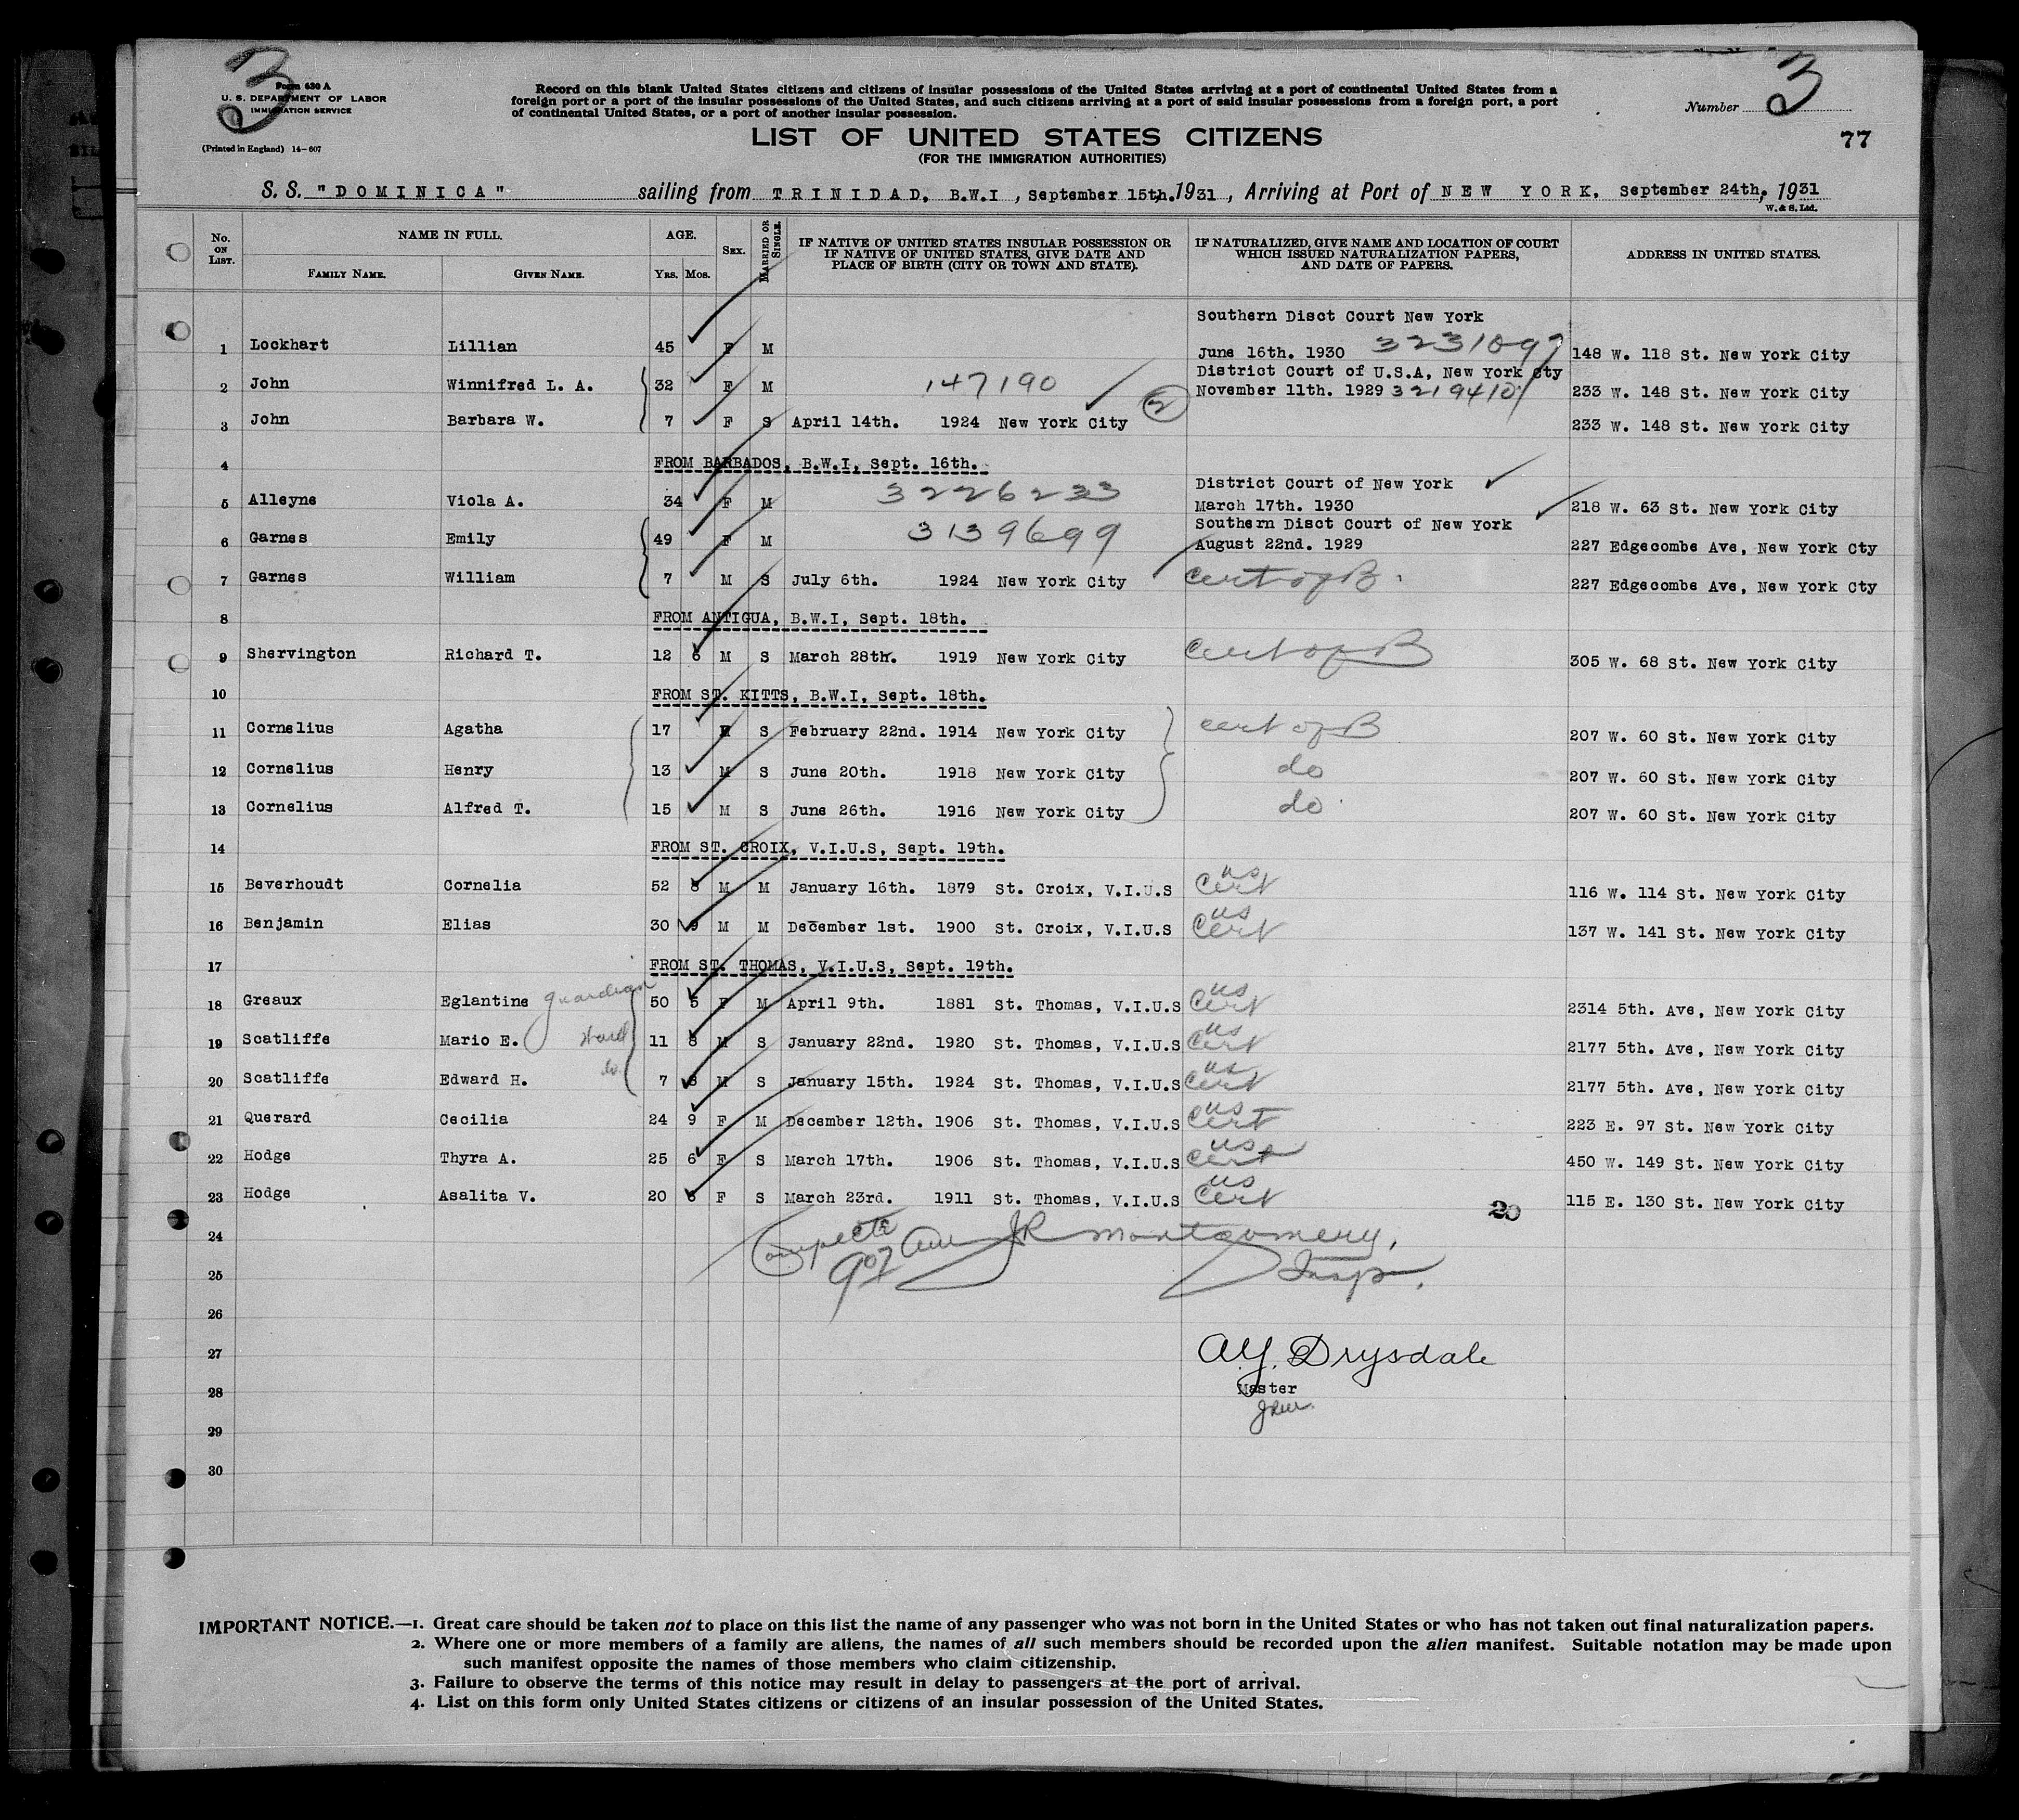 3
Form 630 A
U. S. DEPARTMENT OF LABOR
IMMIGRATION SERVICE
(Printed in England) 14-607
Record on this blank United States citizens and citizens of insular possessions of the United States arriving at a port of continental United States from a
foreign port or a port of the insular possessions of the United States, and such citizens arriving at a port of said insular possessions from a foreign port, a port
of continental United States, or a port of another insular possession.
Number 3
LIST OF UNITED STATES CITIZENS
(FOR THE IMMIGRATION AUTHORITIES)
77
S. S. "DOMINICA" sailing from TRINIDAD, B.W.I, September 15th. 1931, Arriving at Port of NEW YORK, September 24th, 1931
W. & S. Ltd.
No. ON LIST. NAME IN FULL. FAMILY NAME. GIVEN NAME. AGE. YRS. MOS. SEX. MARRIED OR SINGLE. IF NATIVE OF UNITED STATES INSULAR POSSESSION OR IF NATIVE OF UNITED STATES, GIVE DATE AND PLACE OF BIRTH (CITY OR TOWN AND STATE). IF NATURALIZED, GIVE NAME AND LOCATION OF COURT WHICH ISSUED NATURALIZATION PAPERS, AND DATE OF PAPERS. ADDRESS IN UNITED STATES.
Southern Disct Court New York
1 Lockhart Lillian 45 F M June 16th. 1930 3231097 148 W. 118 St. New York City
District Court of U.S.A, New York Cty
2 John Winnifred L. A. 32 F M 147190 November 11th. 1929 3219410 233 W. 148 St. New York City
3 John Barbara W. 7 F S April 14th. 1924 New York City 2 233 W. 148 St. New York City
4 FROM BARBADOS, B.W.I, Sept. 16th.
District Court of New York
5 Alleyne Viola A. 34 F M 3226233 March 17th. 1930 218 W. 63 St. New York City
Southern Disct Court of New York
6 Garnes Emily 49 F M 3139699 August 22nd. 1929 227 Edgecombe Ave, New York Cty
7 Garnes William 7 M S July 6th. 1924 New York City Cert of B. 227 Edgecombe Ave, New York Cty
8 FROM ANTIGUA, B.W.I, Sept. 18th.
9 Shervington Richard T. 12 6 M S March 28th. 1919 New York City Cert of B 305 W. 68 St. New York City
10 FROM ST. KITTS, B.W.I, Sept. 18th.
11 Cornelius Agatha 17 F S February 22nd. 1914 New York City cert of B 207 W. 60 St. New York City
12 Cornelius Henry 13 M S June 20th. 1918 New York City do 207 W. 60 St. New York City
13 Cornelius Alfred T. 15 M S June 26th. 1916 New York City do 207 W. 60 St. New York City
14 FROM ST. CROIX, V.I.U.S, Sept. 19th.
15 Beverhoudt Cornelia 52 8 M M January 16th. 1879 St. Croix, V.I.U.S US Cert 116 W. 114 St. New York City
16 Benjamin Elias 30 9 M M December 1st. 1900 St. Croix, V.I.U.S US Cert 137 W. 141 St. New York City
17 FROM ST. THOMAS, V.I.U.S, Sept. 19th.
18 Greaux Eglantine guardian 50 5 F M April 9th. 1881 St. Thomas, V.I.U.S US Cert 2314 5th. Ave, New York City
19 Scatliffe Mario E. Ward 11 8 M S January 22nd. 1920 St. Thomas, V.I.U.S US Cert 2177 5th. Ave, New York City
20 Scatliffe Edward H. do. 7 8 M S January 15th. 1924 St. Thomas, V.I.U.S US Cert 2177 5th. Ave, New York City
21 Querard Cecilia 24 9 F M December 12th. 1906 St. Thomas, V.I.U.S US Cert 223 E. 97 St. New York City
22 Hodge Thyra A. 25 6 F S March 17th. 1906 St. Thomas, V.I.U.S US Cert 450 W. 149 St. New York City
23 Hodge Asalita V. 20 6 F S March 23rd. 1911 St. Thomas, V.I.U.S US Cert 115 E. 130 St. New York City
20
24 JR Montgomery,
25 Insp.
26
27 A.Y. Drysdale
28 Master
29
30
IMPORTANT NOTICE.—1. Great care should be taken not to place on this list the name of any passenger who was not born in the United States or who has not taken out final naturalization papers.
2. Where one or more members of a family are aliens, the names of all such members should be recorded upon the alien manifest. Suitable notation may be made upon
such manifest opposite the names of those members who claim citizenship.
3. Failure to observe the terms of this notice may result in delay to passengers at the port of arrival.
4. List on this form only United States citizens or citizens of an insular possession of the United States.